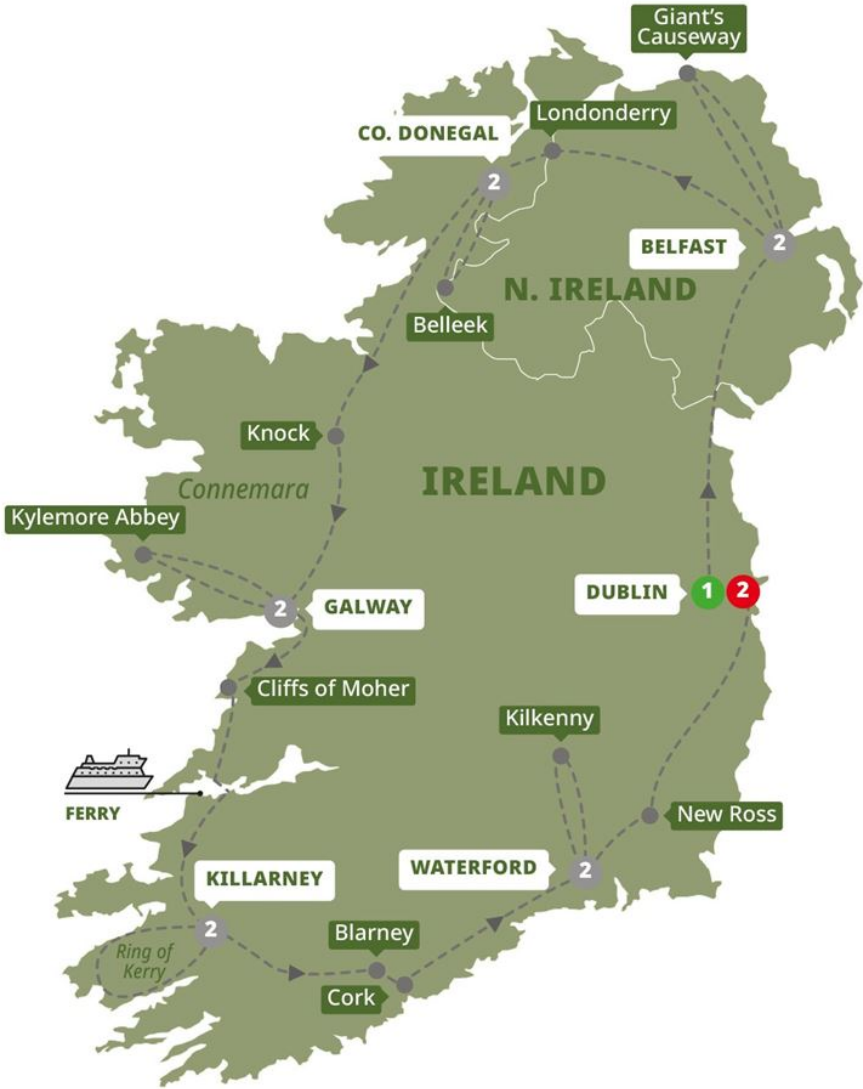 Giant's
Causeway
Londonderry
CO. DONEGAL
2
BELFAST
2
N. IRELAND
Belleek
Knock
Connemara
IRELAND
Kylemore Abbey
2
GALWAY
DUBLIN
1
2
Cliffs of Moher
Kilkenny
FERRY
New Ross
WATERFORD
2
KILLARNEY
2
Blarney
Ring of
Kerry
Cork